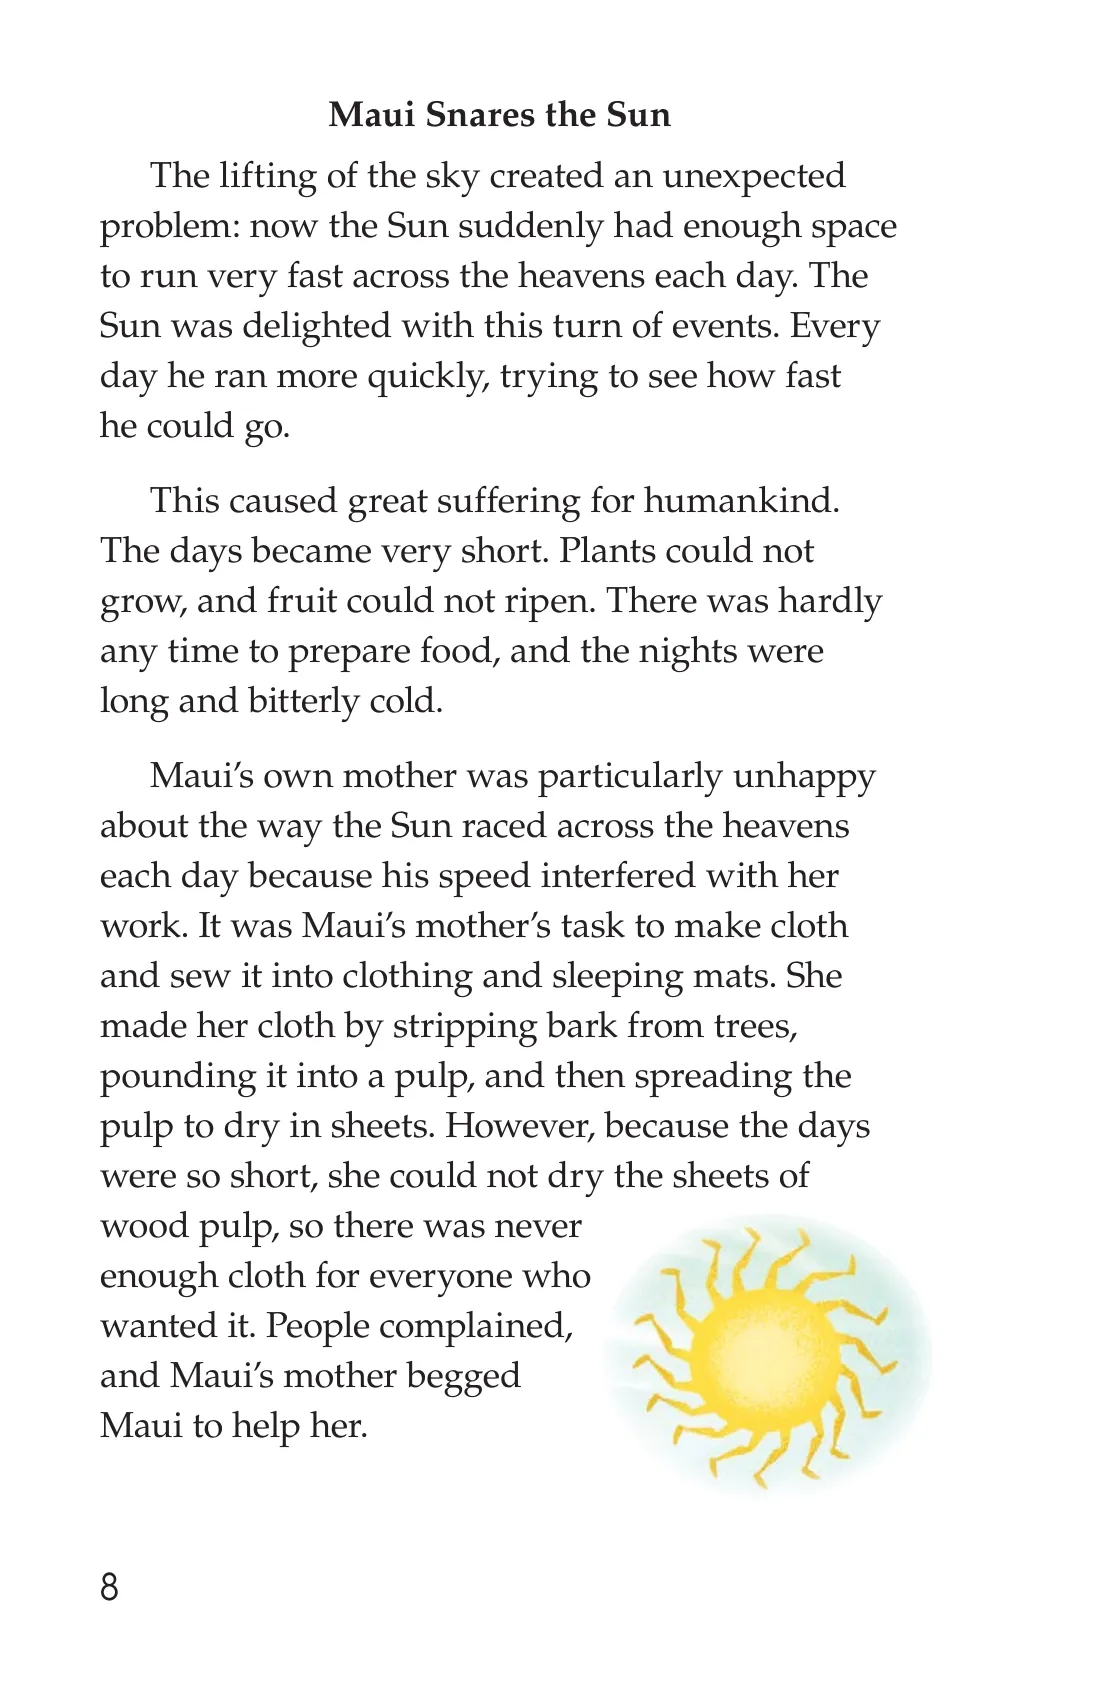 Maui Snares the Sun
The lifting of the sky created an unexpected
problem: now the Sun suddenly had enough space
to run very fast across the heavens each day. The
Sun was delighted with this turn of events. Every
day he ran more quickly, trying to see how fast
he could go.
This caused great suffering for humankind.
The days became very short. Plants could not
grow, and fruit could not ripen. There was hardly
any time to prepare food, and the nights were
long and bitterly cold.
Maui’s own mother was particularly unhappy
about the way the Sun raced across the heavens
each day because his speed interfered with her
work. It was Maui’s mother’s task to make cloth
and sew it into clothing and sleeping mats. She
made her cloth by stripping bark from trees,
pounding it into a pulp, and then spreading the
pulp to dry in sheets. However, because the days
were so short, she could not dry the sheets of
wood pulp, so there was never
enough cloth for everyone who
wanted it. People complained,
and Maui’s mother begged
Maui to help her.
8